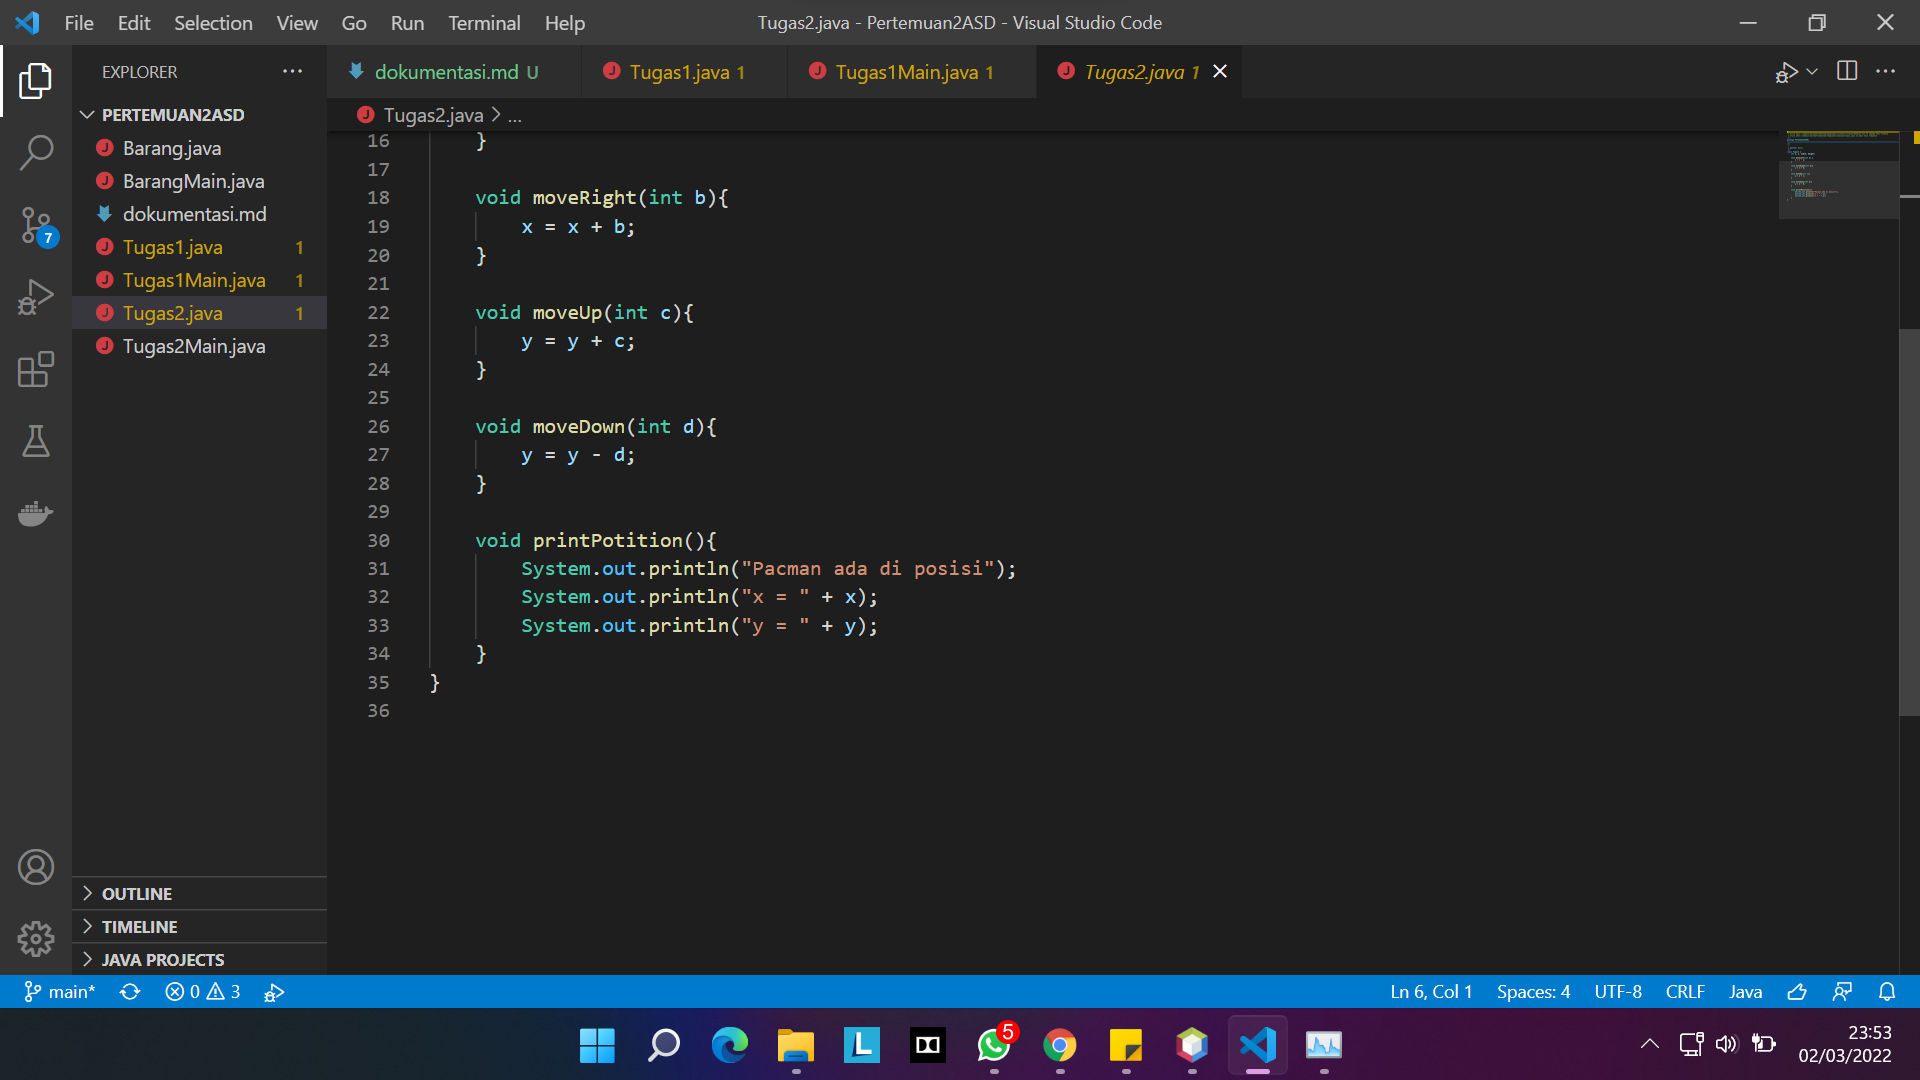 File Edit Selection View Go Run Terminal Help
Tugas2.java - Pertemuan2ASD - Visual Studio Code
EXPLORER
PERTEMUAN2ASD
Barang.java
BarangMain.java
dokumentasi.md
Tugas1.java 1
Tugas1Main.java 1
Tugas2.java 1
Tugas2Main.java
OUTLINE
TIMELINE
JAVA PROJECTS
7
dokumentasi.md U
Tugas1.java 1
Tugas1Main.java 1
Tugas2.java 1
Tugas2.java > ...
16 }
17
18 void moveRight(int b){
19 x = x + b;
20 }
21
22 void moveUp(int c){
23 y = y + c;
24 }
25
26 void moveDown(int d){
27 y = y - d;
28 }
29
30 void printPotition(){
31 System.out.println("Pacman ada di posisi");
32 System.out.println("x = " + x);
33 System.out.println("y = " + y);
34 }
35 }
36
main* 0 3
Ln 6, Col 1 Spaces: 4 UTF-8 CRLF Java
L
5
23:53
02/03/2022